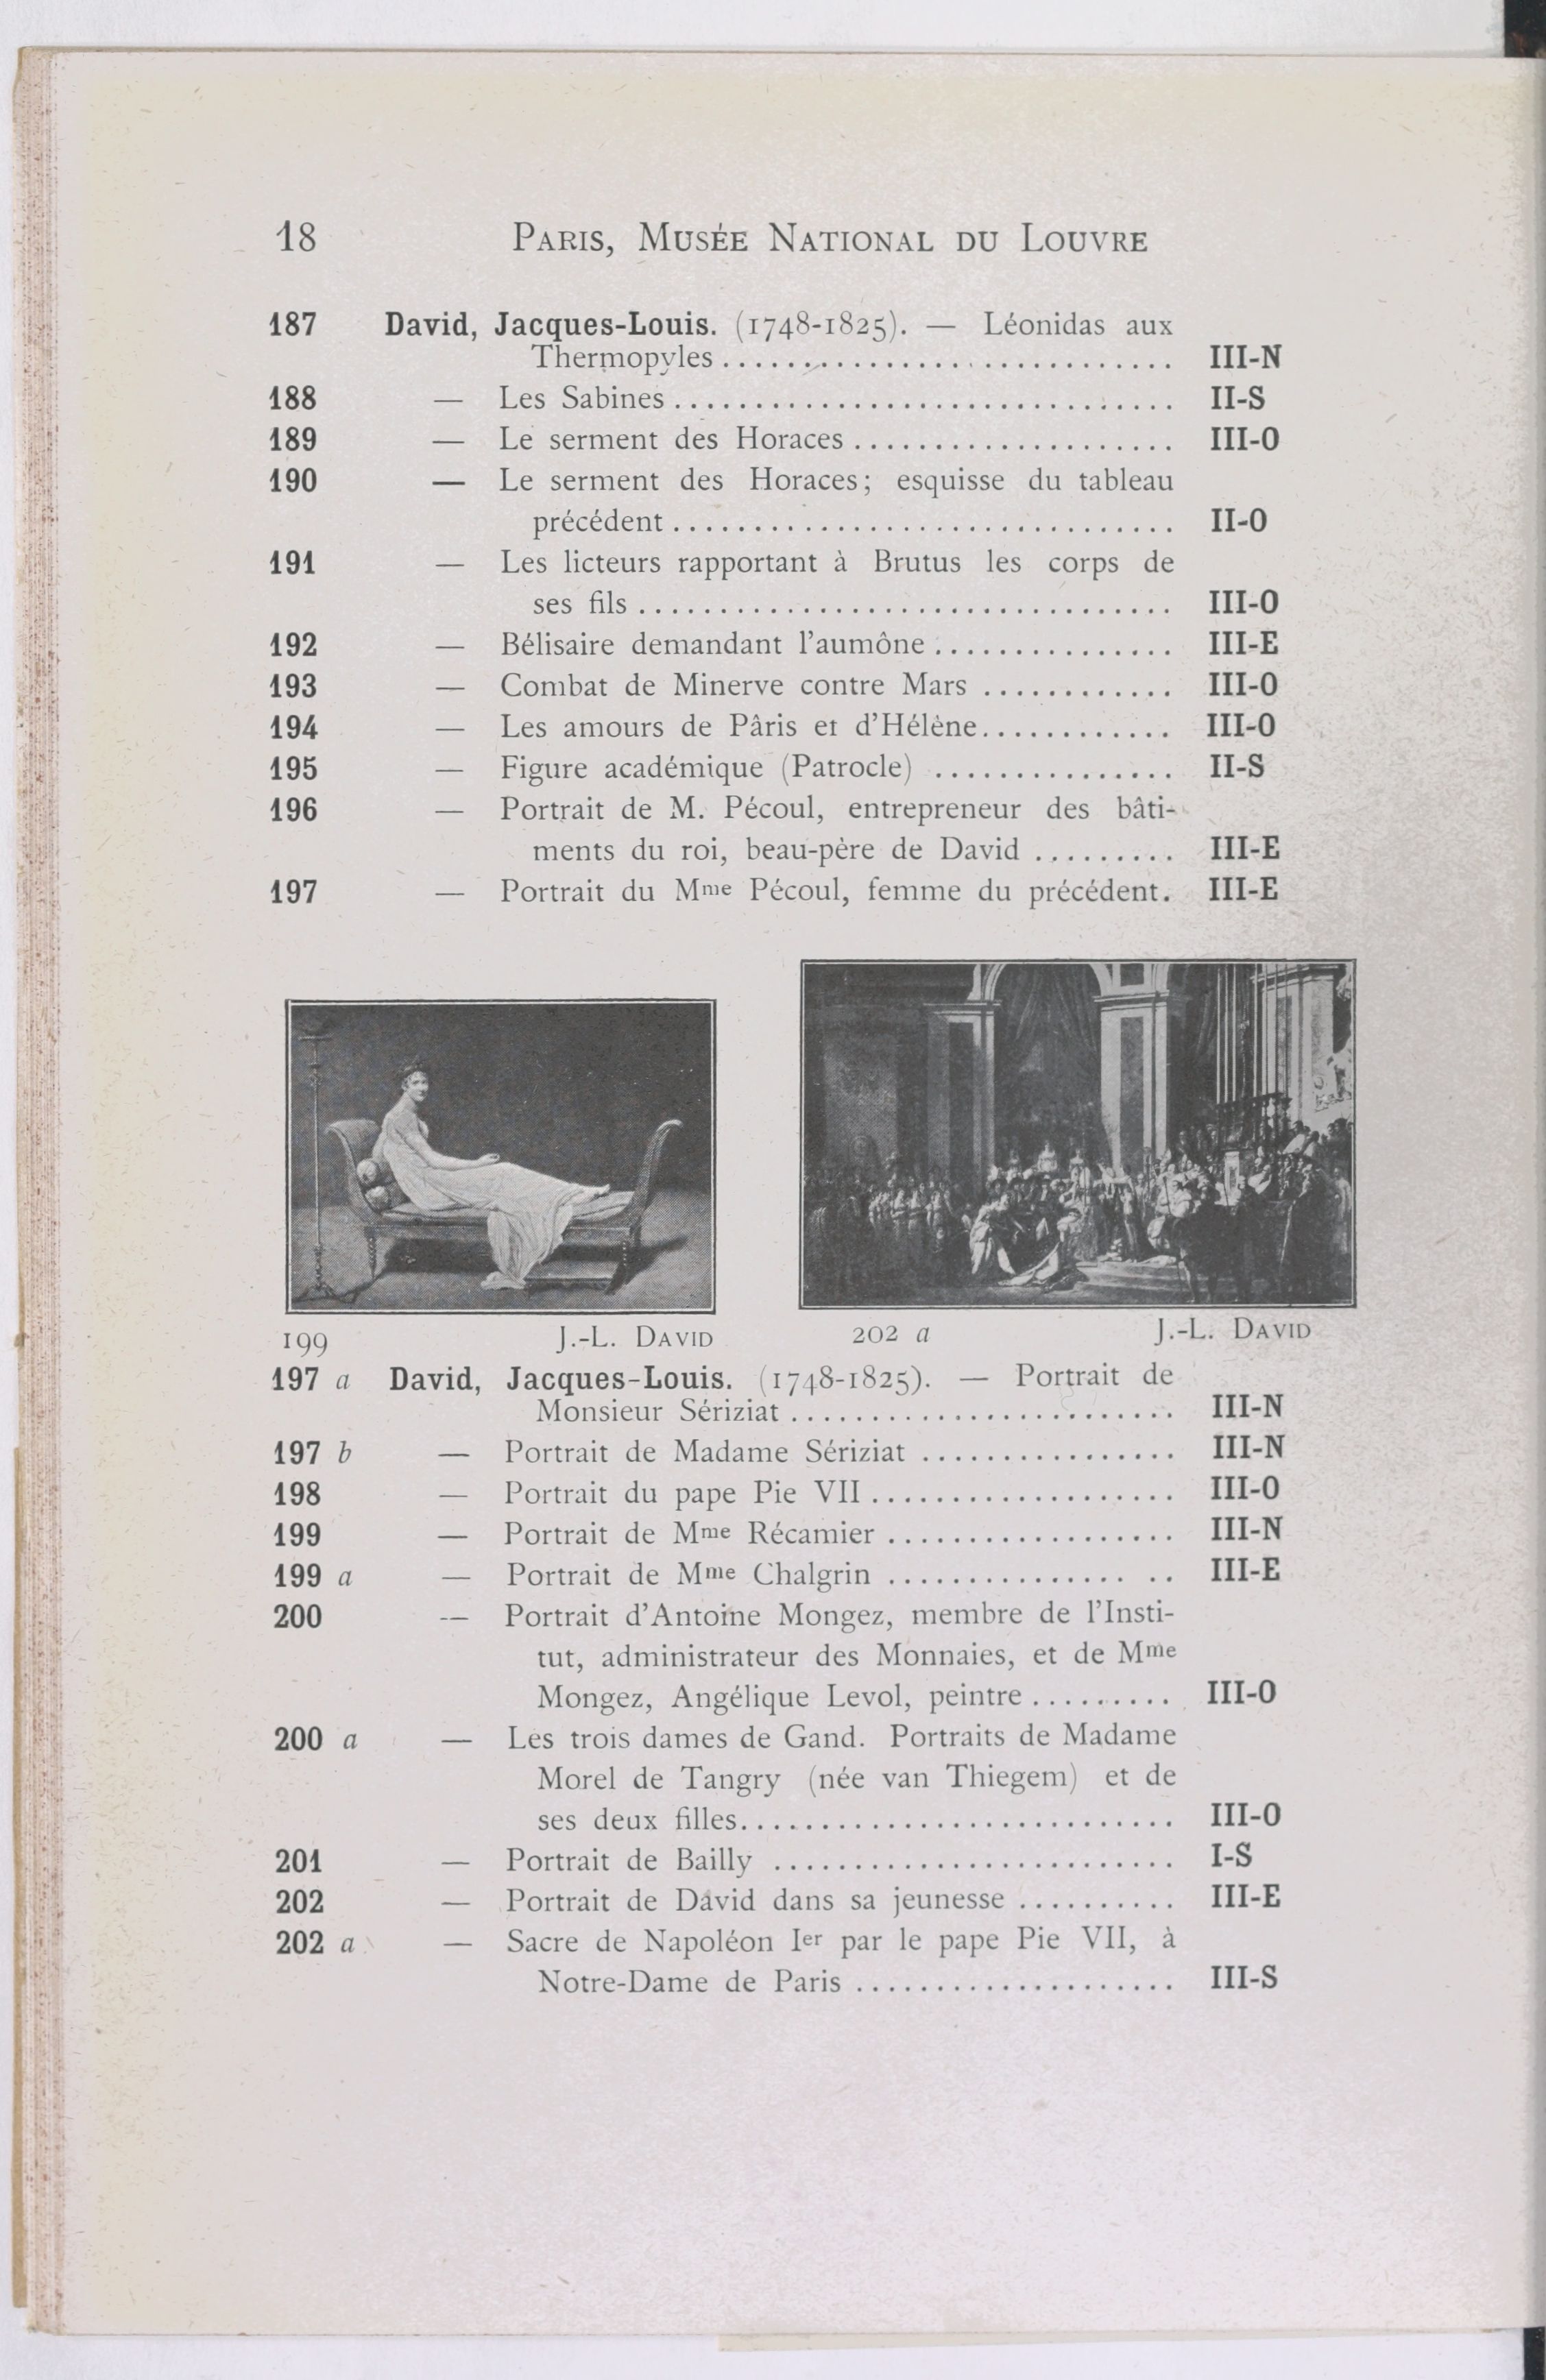 18 PARIS, MUSÉE NATIONAL DU LOUVRE
187 David, Jacques-Louis. (1748-1825). — Léonidas aux
Thermopyles ............................ III-N
188 — Les Sabines ............................... II-S
189 — Le serment des Horaces .................... III-O
190 — Le serment des Horaces; esquisse du tableau
précédent ............................... II-O
191 — Les licteurs rapportant à Brutus les corps de
ses fils ................................. III-O
192 — Bélisaire demandant l'aumône ............... III-E
193 — Combat de Minerve contre Mars ............ III-O
194 — Les amours de Pâris et d'Hélène............ III-O
195 — Figure académique (Patrocle) ............... II-S
196 — Portrait de M. Pécoul, entrepreneur des bâti-
ments du roi, beau-père de David ......... III-E
197 — Portrait du Mme Pécoul, femme du précédent. III-E
199 J.-L. DAVID 202 a J.-L. DAVID
197 a David, Jacques-Louis. (1748-1825). — Portrait de
Monsieur Sériziat ........................ III-N
197 b — Portrait de Madame Sériziat ................ III-N
198 — Portrait du pape Pie VII ................... III-O
199 — Portrait de Mme Récamier .................. III-N
199 a — Portrait de Mme Chalgrin ............... .. III-E
200 — Portrait d'Antoine Mongez, membre de l'Insti-
tut, administrateur des Monnaies, et de Mme
Mongez, Angélique Levol, peintre ......... III-O
200 a — Les trois dames de Gand. Portraits de Madame
Morel de Tangry (née van Thiegem) et de
ses deux filles........................... III-O
201 — Portrait de Bailly ......................... I-S
202 — Portrait de David dans sa jeunesse .......... III-E
202 a — Sacre de Napoléon Ier par le pape Pie VII, à
Notre-Dame de Paris .................... III-S